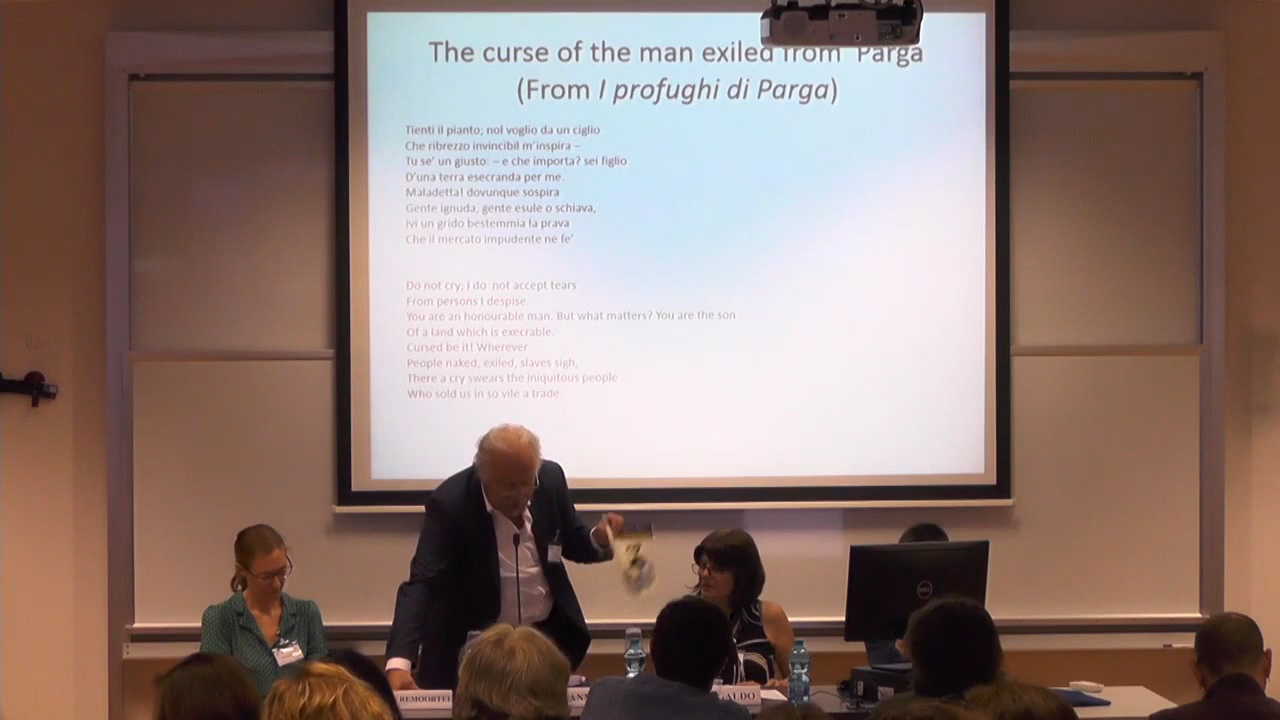 The curse of the man exiled from Parga
(From I profughi di Parga)
Tienti il pianto; nol voglio da un ciglio
Che ribrezzo invincibil m'inspira –
Tu se' un giusto: – e che importa? sei figlio
D'una terra esecranda per me.
Maladetta! dovunque sospira
Gente ignuda, gente esule o schiava,
Ivi un grido bestemmia la prava
Che il mercato impudente ne fe'
Do not cry; I do not accept tears
From persons I despise.
You are an honourable man. But what matters? You are the son
Of a land which is execrable.
Cursed be it! Wherever
People naked, exiled, slaves sigh,
There a cry swears the iniquitous people
Who sold us in so vile a trade.
DELL
REMOORTEL
GALDO